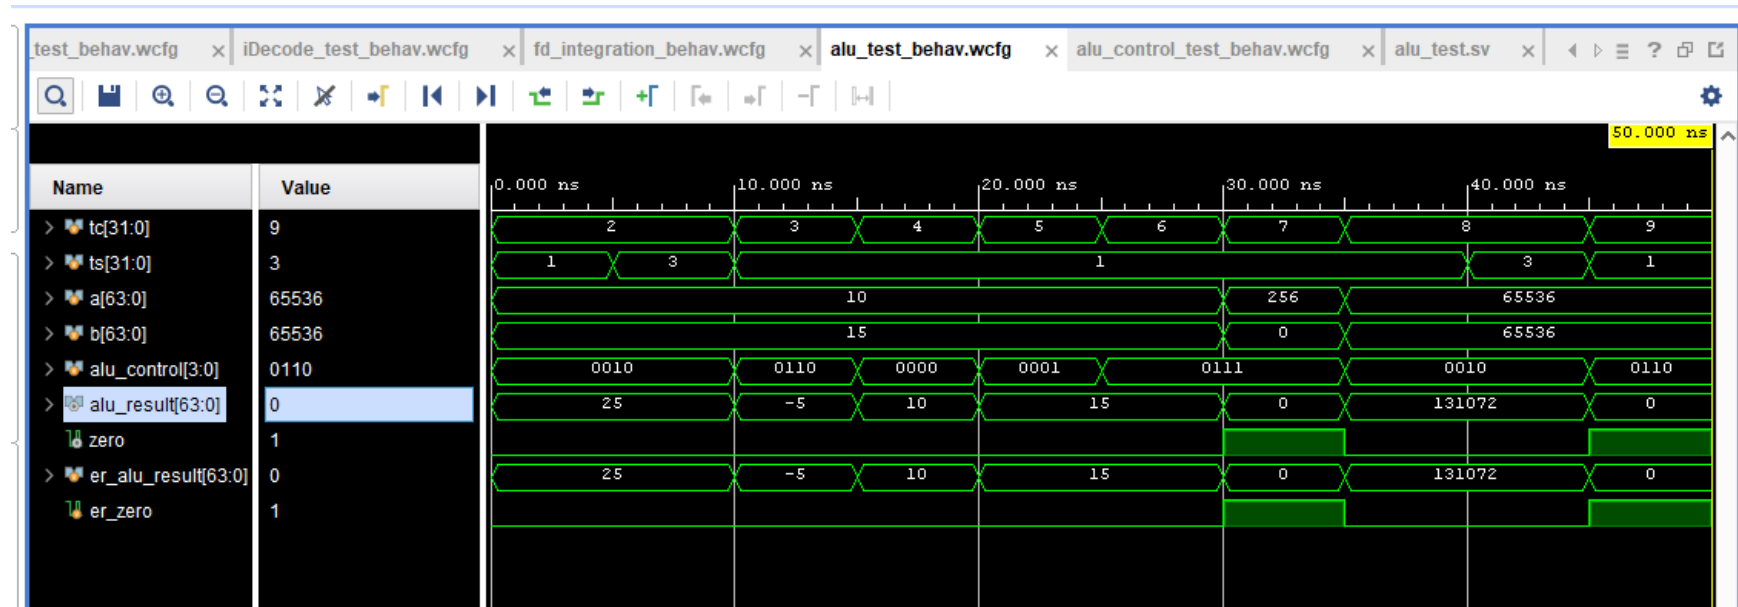 _test_behav.wcfg × iDecode_test_behav.wcfg × fd_integration_behav.wcfg × alu_test_behav.wcfg × alu_control_test_behav.wcfg × alu_test.sv × ?
50.000 ns
Name Value 0.000 ns 10.000 ns 20.000 ns 30.000 ns 40.000 ns
tc[31:0] 9 2 3 4 5 6 7 8 9
ts[31:0] 3 1 3 1 3 1
a[63:0] 65536 10 256 65536
b[63:0] 65536 15 0 65536
alu_control[3:0] 0110 0010 0110 0000 0001 0111 0010 0110
alu_result[63:0] 0 25 -5 10 15 0 131072 0
zero 1
er_alu_result[63:0] 0 25 -5 10 15 0 131072 0
er_zero 1